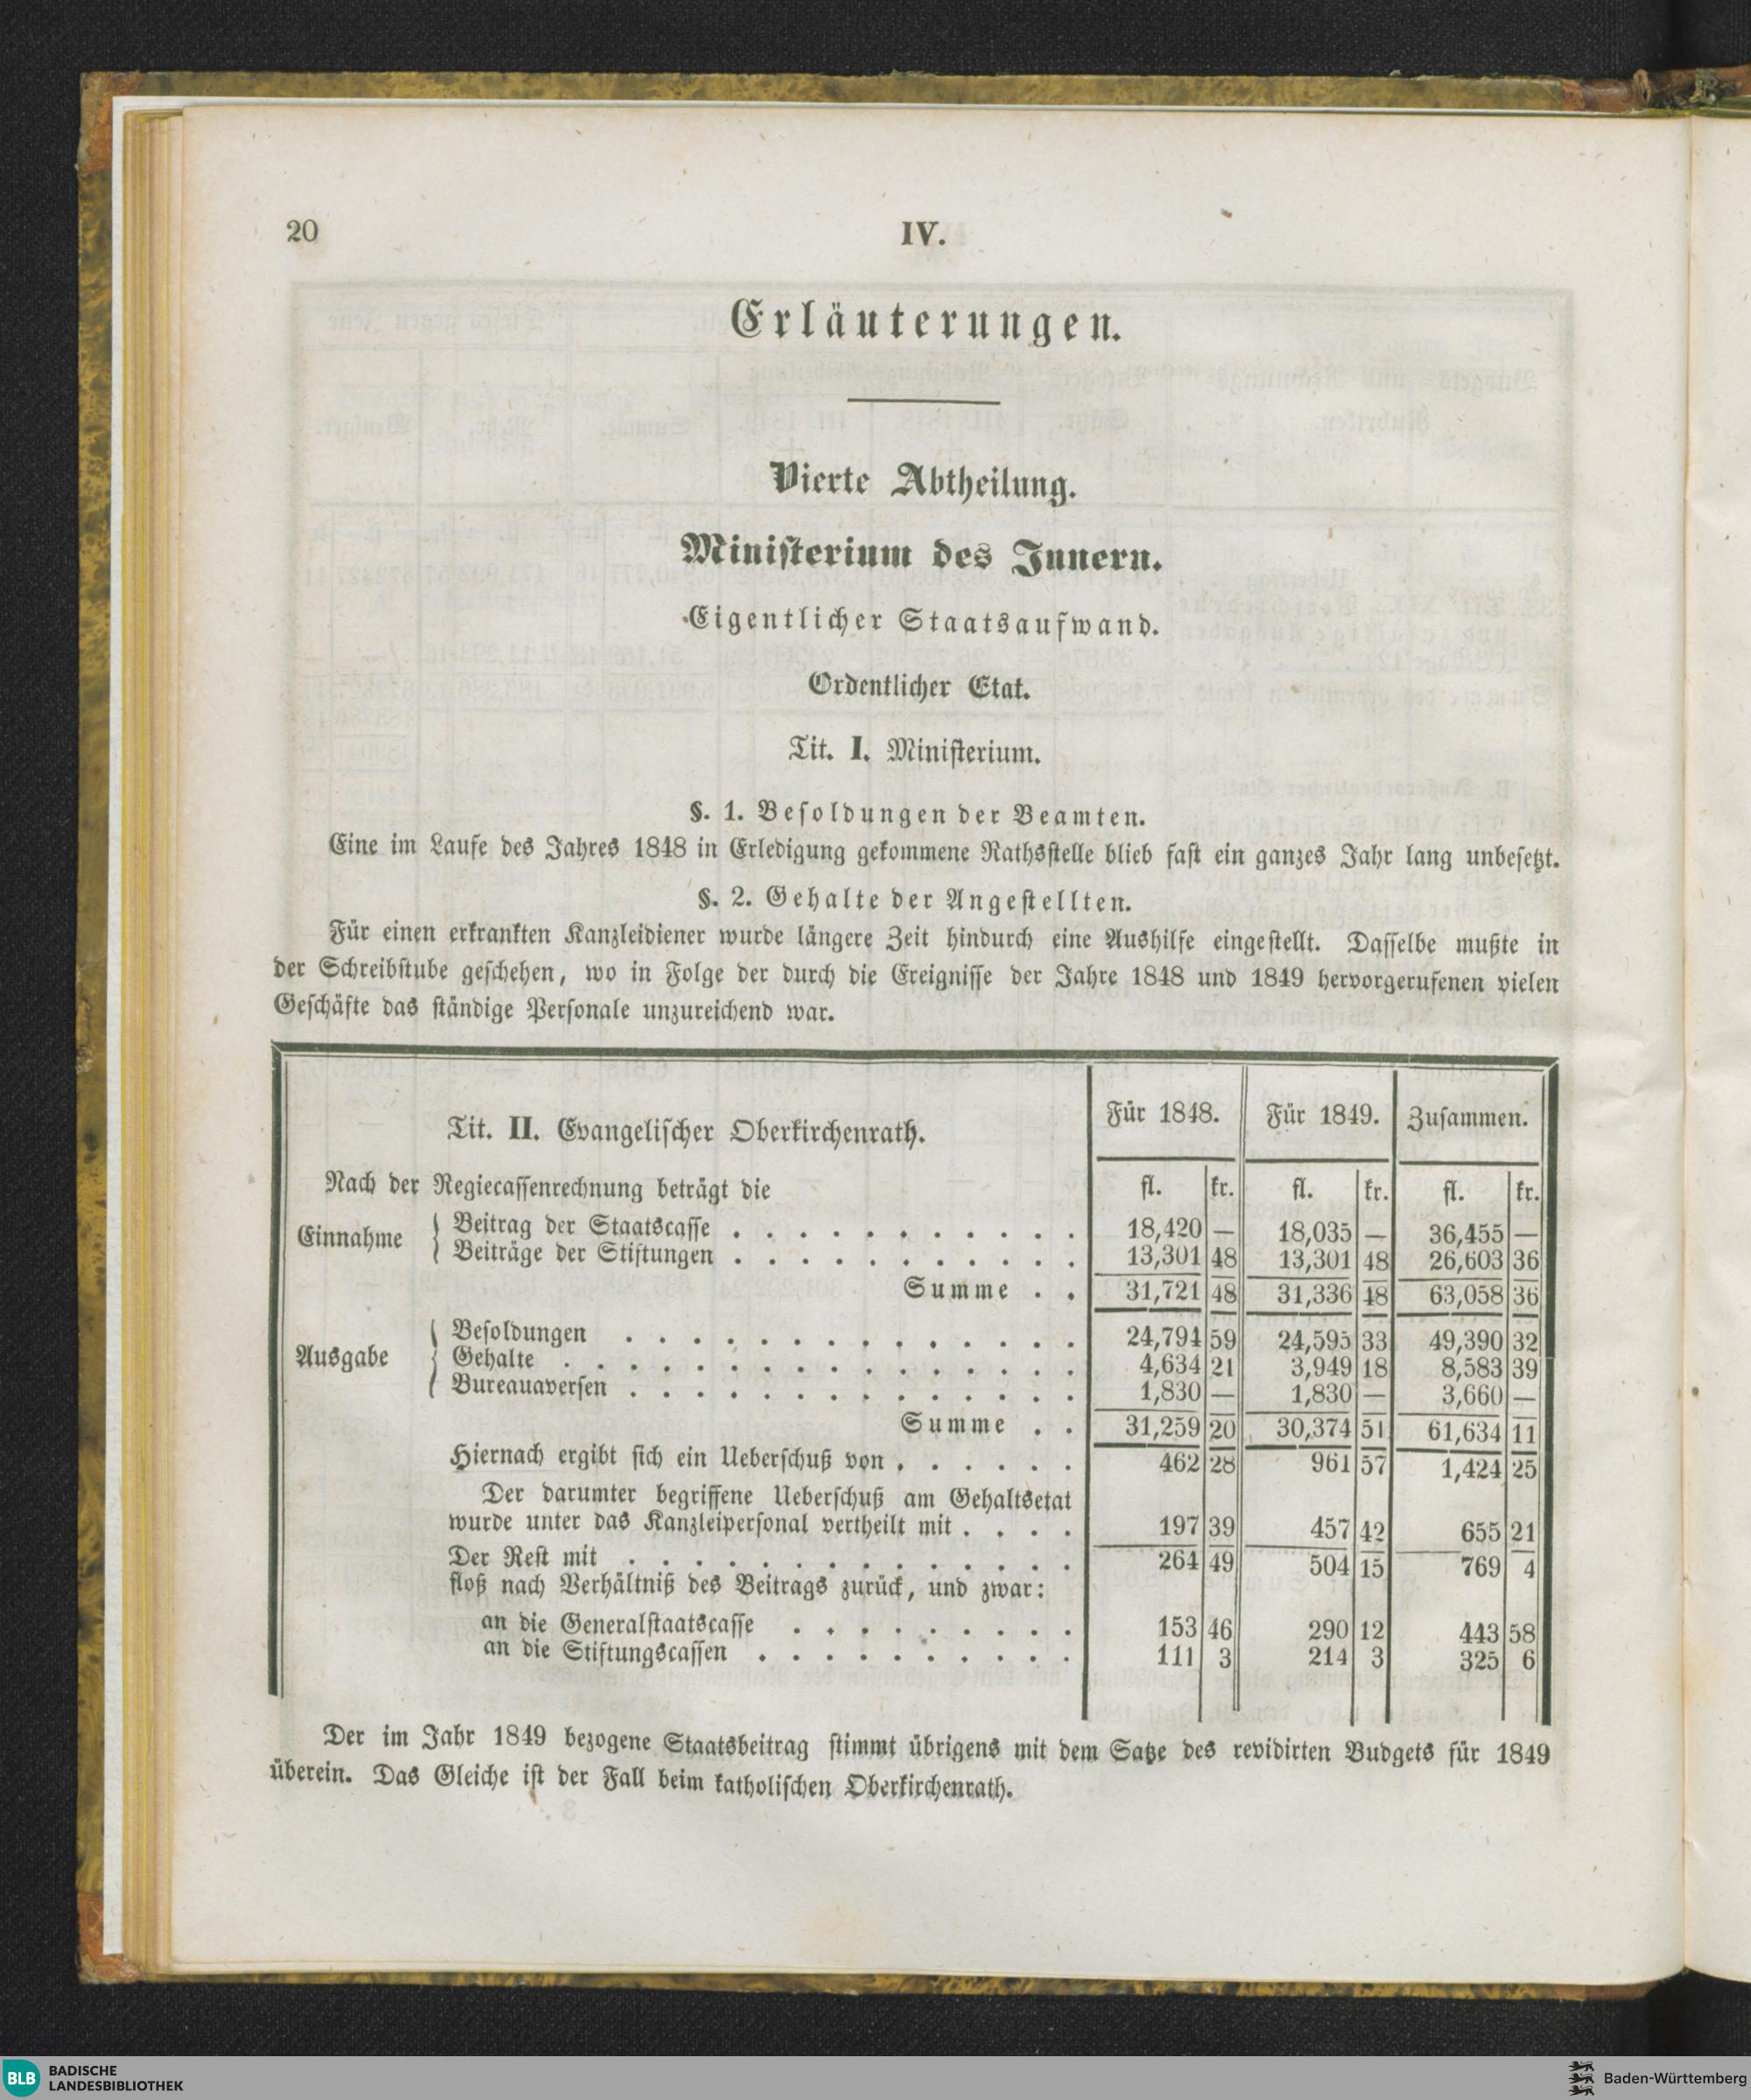 20
IV.
Erläuterungen.
Vierte Abtheilung.
Ministerium des Innern.
Eigentlicher Staatsaufwand.
Ordentlicher Etat.
Tit. I. Ministerium.
§. 1. Besoldungen der Beamten.
Eine im Laufe des Jahres 1848 in Erledigung gekommene Rathsstelle blieb fast ein ganzes Jahr lang unbesetzt.
§. 2. Gehalte der Angestellten.
Für einen erkrankten Kanzleidiener wurde längere Zeit hindurch eine Aushilfe eingestellt. Dasselbe mußte in
der Schreibstube geschehen, wo in Folge der durch die Ereignisse der Jahre 1848 und 1849 hervorgerufenen vielen
Geschäfte das ständige Personale unzureichend war.
Tit. II. Evangelischer Oberkirchenrath. Für 1848. Für 1849. Zusammen.
Nach der Regiecassenrechnung beträgt die fl. kr. fl. kr. fl. kr.
Einnahme { Beitrag der Staatscasse . . . . . . . . . . . 18,420 — 18,035 — 36,455 —
Beiträge der Stiftungen . . . . . . . . . . . 13,301 48 13,301 48 26,603 36
Summe . . 31,721 48 31,336 48 63,058 36
Ausgabe { Besoldungen . . . . . . . . . . . . . . 24,794 59 24,595 33 49,390 32
Gehalte . . . . . . . . . . . . . . . . 4,634 21 3,949 18 8,583 39
Bureauaversen . . . . . . . . . . . . . . 1,830 — 1,830 — 3,660 —
Summe . . 31,259 20 30,374 51 61,634 11
Hiernach ergibt sich ein Ueberschuß von . . . . . . 462 28 961 57 1,424 25
Der darumter begriffene Ueberschuß am Gehaltsetat
wurde unter das Kanzleipersonal vertheilt mit . . . . 197 39 457 42 655 21
Der Rest mit . . . . . . . . . . . . . . 264 49 504 15 769 4
floß nach Verhältniß des Beitrags zurück, und zwar:
an die Generalstaatscasse . . . . . . . . . 153 46 290 12 443 58
an die Stiftungscassen . . . . . . . . . . 111 3 214 3 325 6
Der im Jahr 1849 bezogene Staatsbeitrag stimmt übrigens mit dem Satze des revidirten Budgets für 1849
überein. Das Gleiche ist der Fall beim katholischen Oberkirchenrath.
BLB BADISCHE
LANDESBIBLIOTHEK
Baden-Württemberg